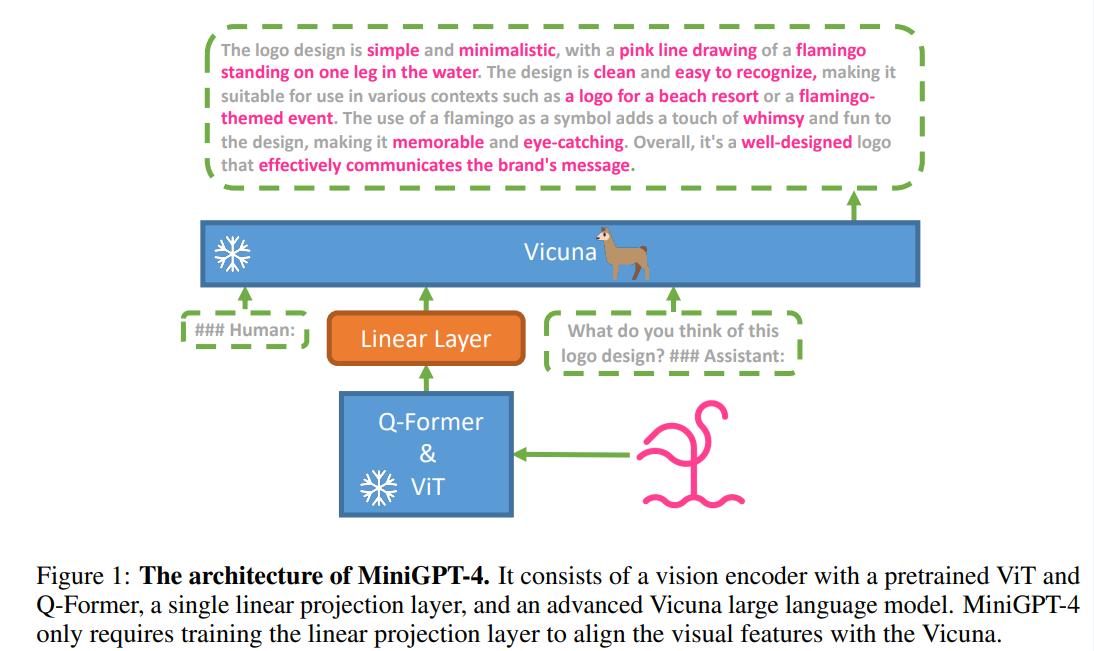 The logo design is simple and minimalistic, with a pink line drawing of a flamingo
standing on one leg in the water. The design is clean and easy to recognize, making it
suitable for use in various contexts such as a logo for a beach resort or a flamingo-
themed event. The use of a flamingo as a symbol adds a touch of whimsy and fun to
the design, making it memorable and eye-catching. Overall, it's a well-designed logo
that effectively communicates the brand's message.
Vicuna
### Human:
Linear Layer
What do you think of this
logo design? ### Assistant:
Q-Former
&
ViT
Figure 1: The architecture of MiniGPT-4. It consists of a vision encoder with a pretrained ViT and
Q-Former, a single linear projection layer, and an advanced Vicuna large language model. MiniGPT-4
only requires training the linear projection layer to align the visual features with the Vicuna.